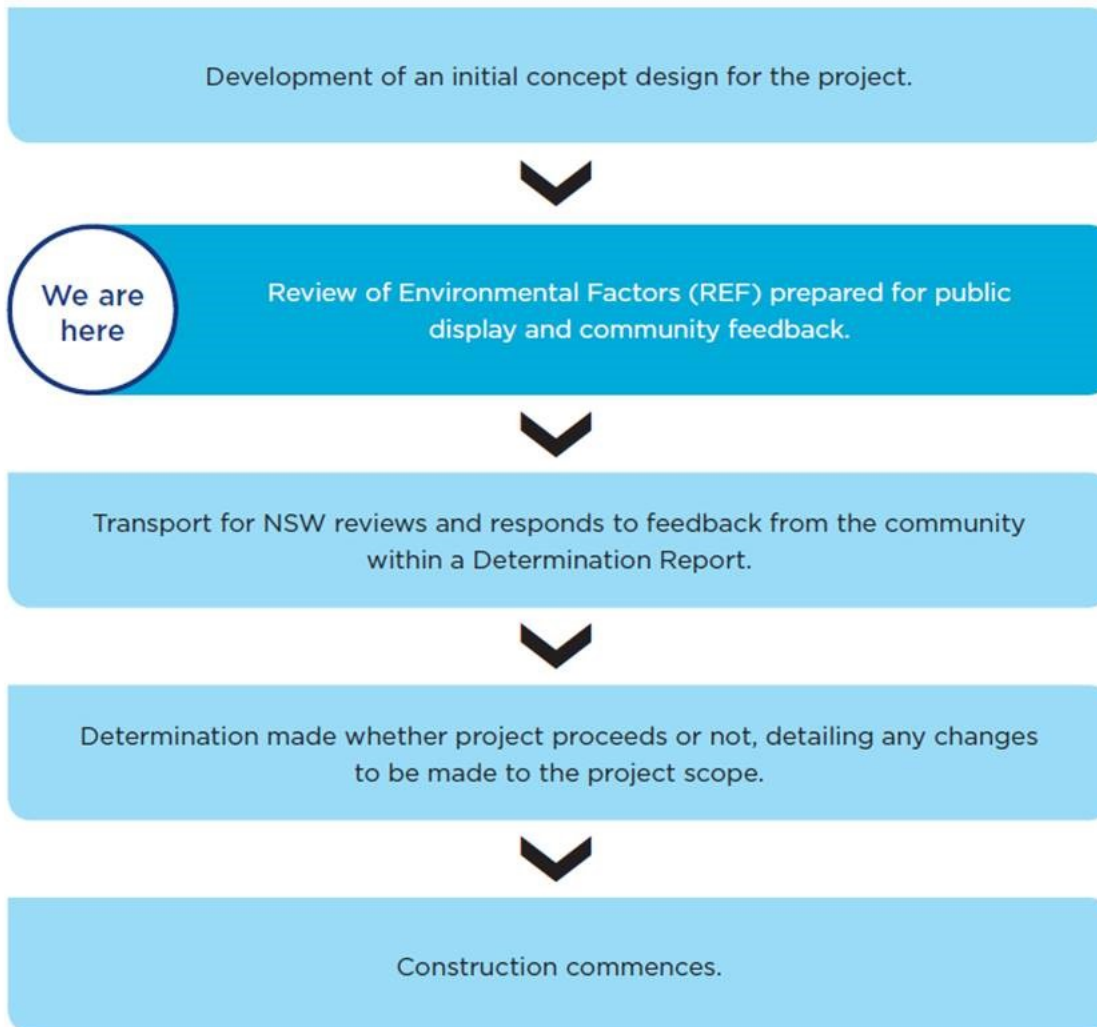 Development of an initial concept design for the project.
We are
here
Review of Environmental Factors (REF) prepared for public
display and community feedback.
Transport for NSW reviews and responds to feedback from the community
within a Determination Report.
Determination made whether project proceeds or not, detailing any changes
to be made to the project scope.
Construction commences.